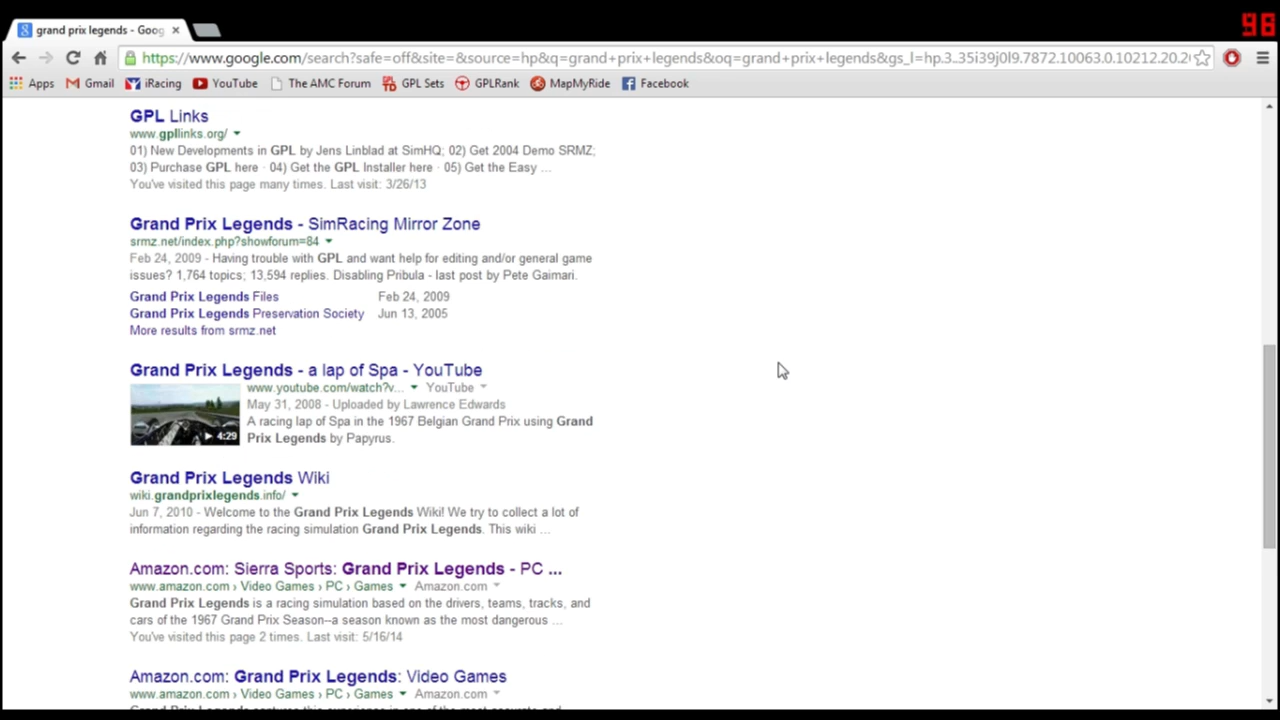 98
grand prix legends - Goog
https://www.google.com/search?safe=off&site=&source=hp&q=grand+prix+legends&oq=grand+prix+legends&gs_l=hp.3..35i39j0l9.7872.10063.0.10212.20.2
Apps Gmail iRacing YouTube The AMC Forum GPL Sets GPLRank MapMyRide Facebook
GPL Links
www.gpllinks.org/
01) New Developments in GPL by Jens Linblad at SimHQ; 02) Get 2004 Demo SRMZ;
03) Purchase GPL here · 04) Get the GPL Installer here · 05) Get the Easy ...
You've visited this page many times. Last visit: 3/26/13
Grand Prix Legends - SimRacing Mirror Zone
srmz.net/index.php?showforum=84
Feb 24, 2009 - Having trouble with GPL and want help for editing and/or general game
issues? 1,764 topics; 13,594 replies. Disabling Pribula - last post by Pete Gaimari.
Grand Prix Legends Files Feb 24, 2009
Grand Prix Legends Preservation Society Jun 13, 2005
More results from srmz.net
Grand Prix Legends - a lap of Spa - YouTube
www.youtube.com/watch?v... YouTube
May 31, 2008 - Uploaded by Lawrence Edwards
A racing lap of Spa in the 1967 Belgian Grand Prix using Grand
Prix Legends by Papyrus.
4:29
Grand Prix Legends Wiki
wiki.grandprixlegends.info/
Jun 7, 2010 - Welcome to the Grand Prix Legends Wiki! We try to collect a lot of
information regarding the racing simulation Grand Prix Legends. This wiki ...
Amazon.com: Sierra Sports: Grand Prix Legends - PC ...
www.amazon.com › Video Games › PC › Games Amazon.com
Grand Prix Legends is a racing simulation based on the drivers, teams, tracks, and
cars of the 1967 Grand Prix Season--a season known as the most dangerous ...
You've visited this page 2 times. Last visit: 5/16/14
Amazon.com: Grand Prix Legends: Video Games
www.amazon.com › Video Games › PC › Games Amazon.com